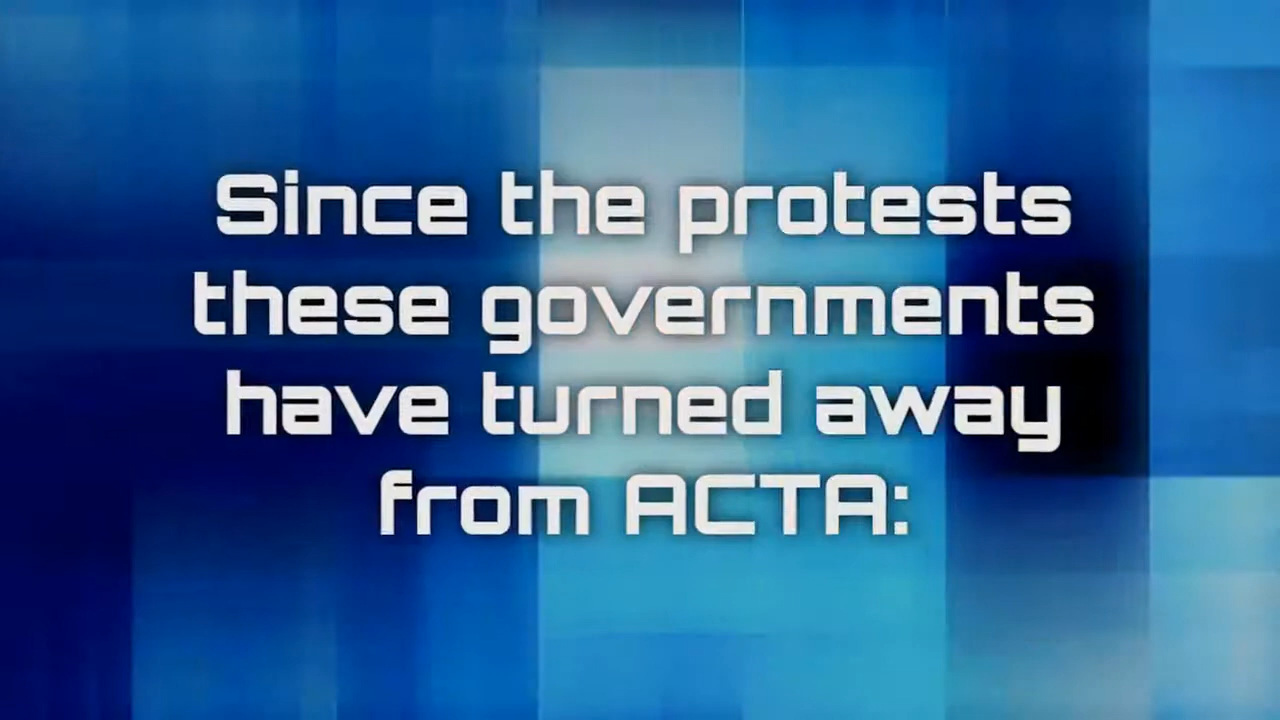 Since the protests
these governments
have turned away
from ACTA: